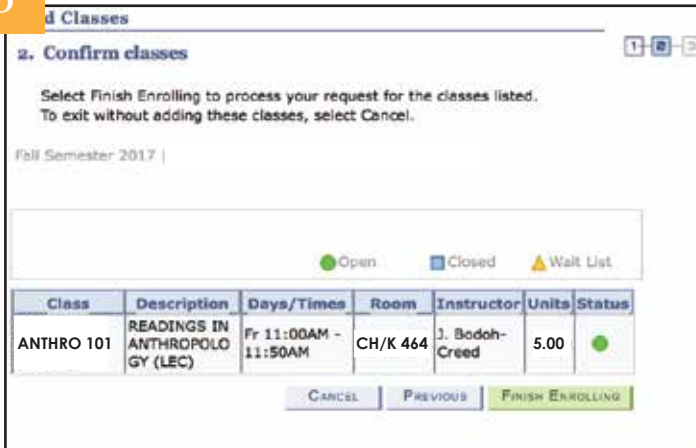 d Classes
2. Confirm classes
1 2 3
Select Finish Enrolling to process your request for the classes listed.
To exit without adding these classes, select Cancel.
Fall Semester 2017 |
Open Closed Wait List
Class Description Days/Times Room Instructor Units Status
ANTHRO 101 READINGS IN ANTHROPOLO GY (LEC) Fr 11:00AM - 11:50AM CH/K 464 J. Bodoh-Creed 5.00
CANCEL PREVIOUS FINISH ENROLLING